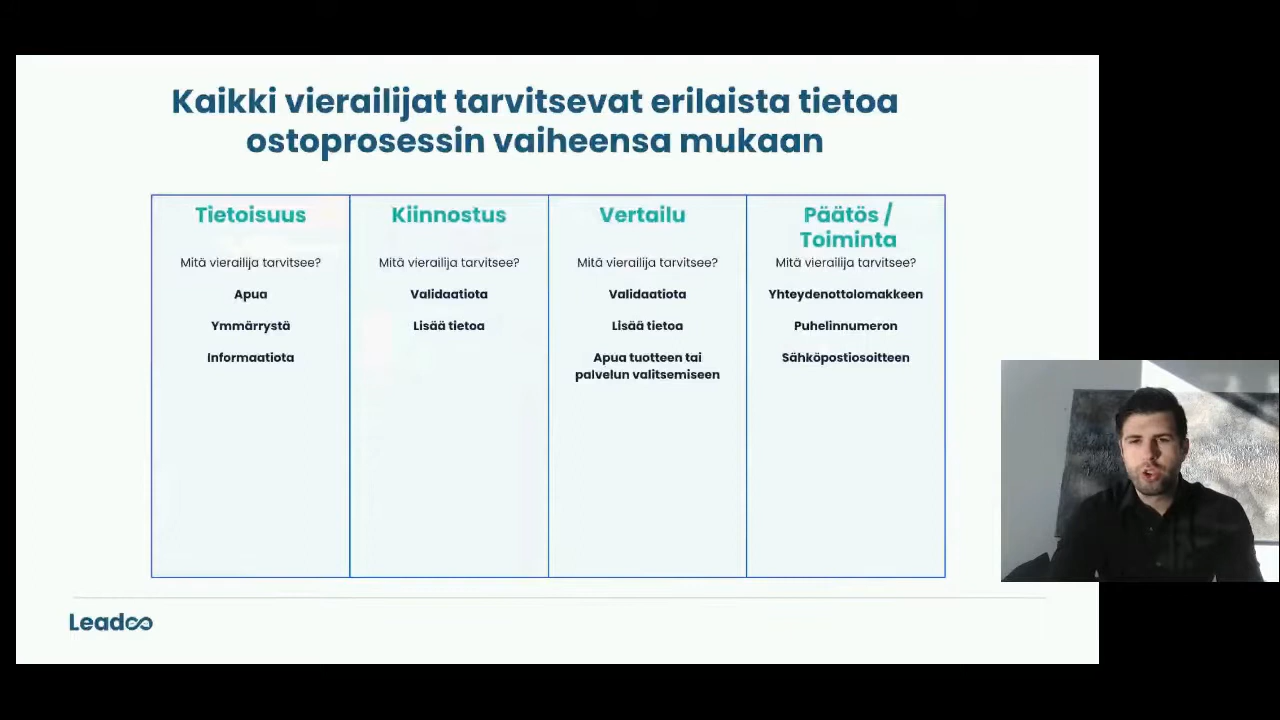 Kaikki vierailijat tarvitsevat erilaista tietoa
ostoprosessin vaiheensa mukaan
Tietoisuus
Mitä vierailija tarvitsee?
Apua
Ymmärrystä
Informaatiota
Kiinnostus
Mitä vierailija tarvitsee?
Validaatiota
Lisää tietoa
Vertailu
Mitä vierailija tarvitsee?
Validaatiota
Lisää tietoa
Apua tuotteen tai
palvelun valitsemiseen
Päätös /
Toiminta
Mitä vierailija tarvitsee?
Yhteydenottolomakkeen
Puhelinnumeron
Sähköpostiosoitteen
Leadoo